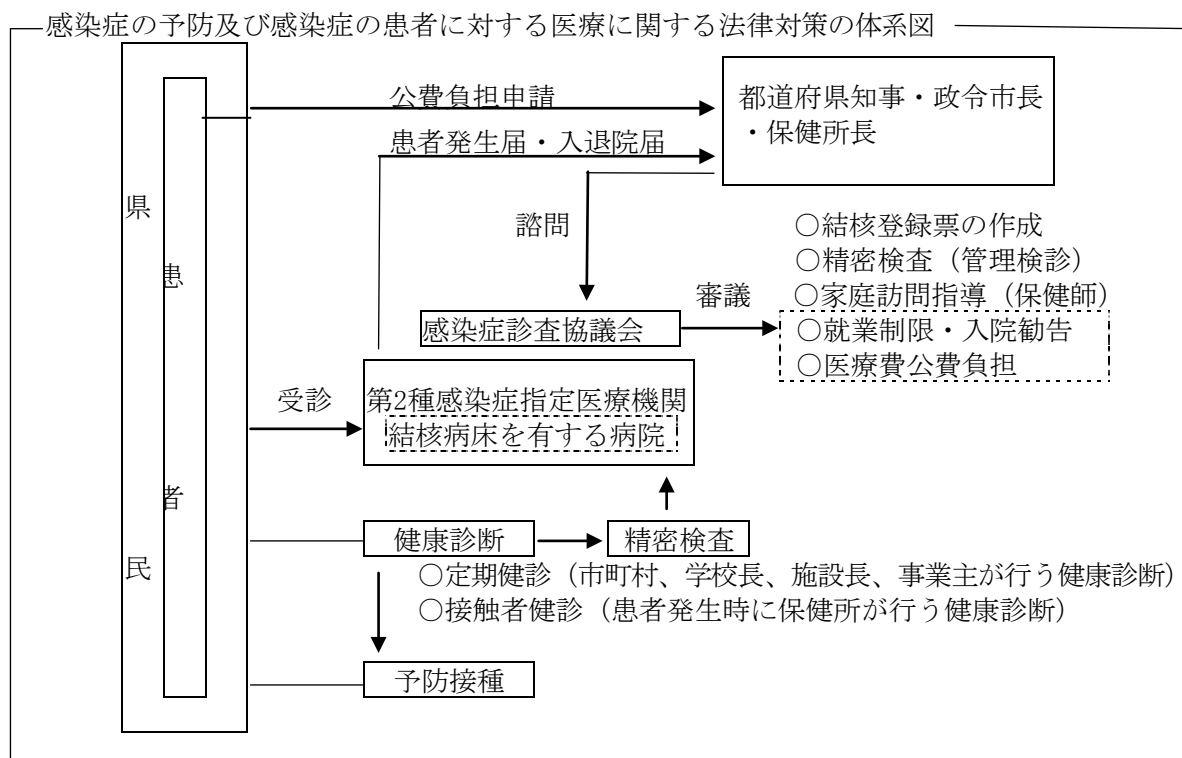 感染症の予防及び感染症の患者に対する医療に関する法律対策の体系図
公費負担申請
都道府県知事・政令市長
・保健所長
患者発生届・入退院届
県
民
患
者
諮問
○結核登録票の作成
○精密検査（管理検診）
○家庭訪問指導（保健師）
○就業制限・入院勧告
○医療費公費負担
審議
感染症診査協議会
受診
第2種感染症指定医療機関
結核病床を有する病院
健康診断
精密検査
○定期健診（市町村、学校長、施設長、事業主が行う健康診断）
○接触者健診（患者発生時に保健所が行う健康診断）
予防接種